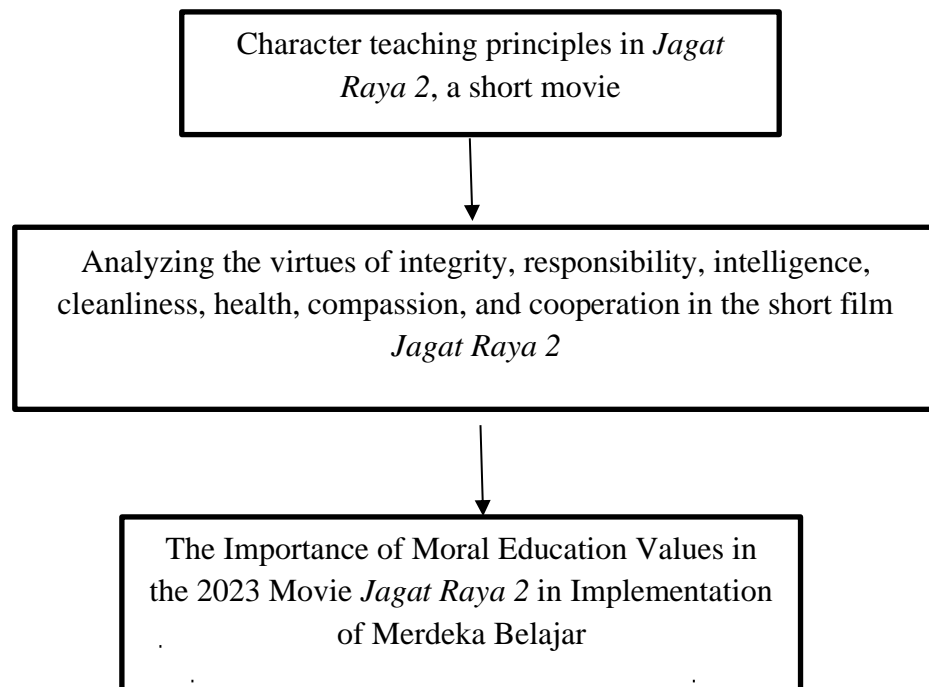 Character teaching principles in Jagat
Raya 2, a short movie
Analyzing the virtues of integrity, responsibility, intelligence,
cleanliness, health, compassion, and cooperation in the short film
Jagat Raya 2
The Importance of Moral Education Values in
the 2023 Movie Jagat Raya 2 in Implementation
of Merdeka Belajar